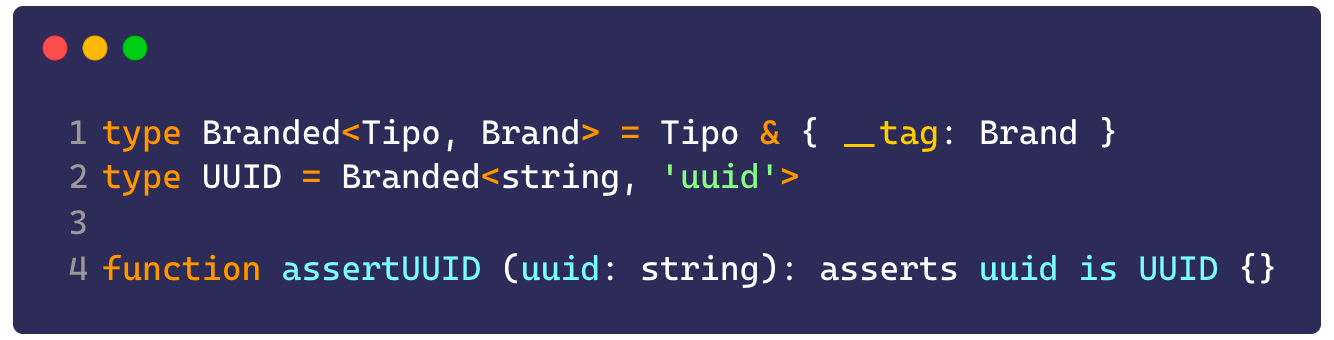 1 type Branded<Tipo, Brand> = Tipo & { __tag: Brand }
2 type UUID = Branded<string, 'uuid'>
3
4 function assertUUID (uuid: string): asserts uuid is UUID {}